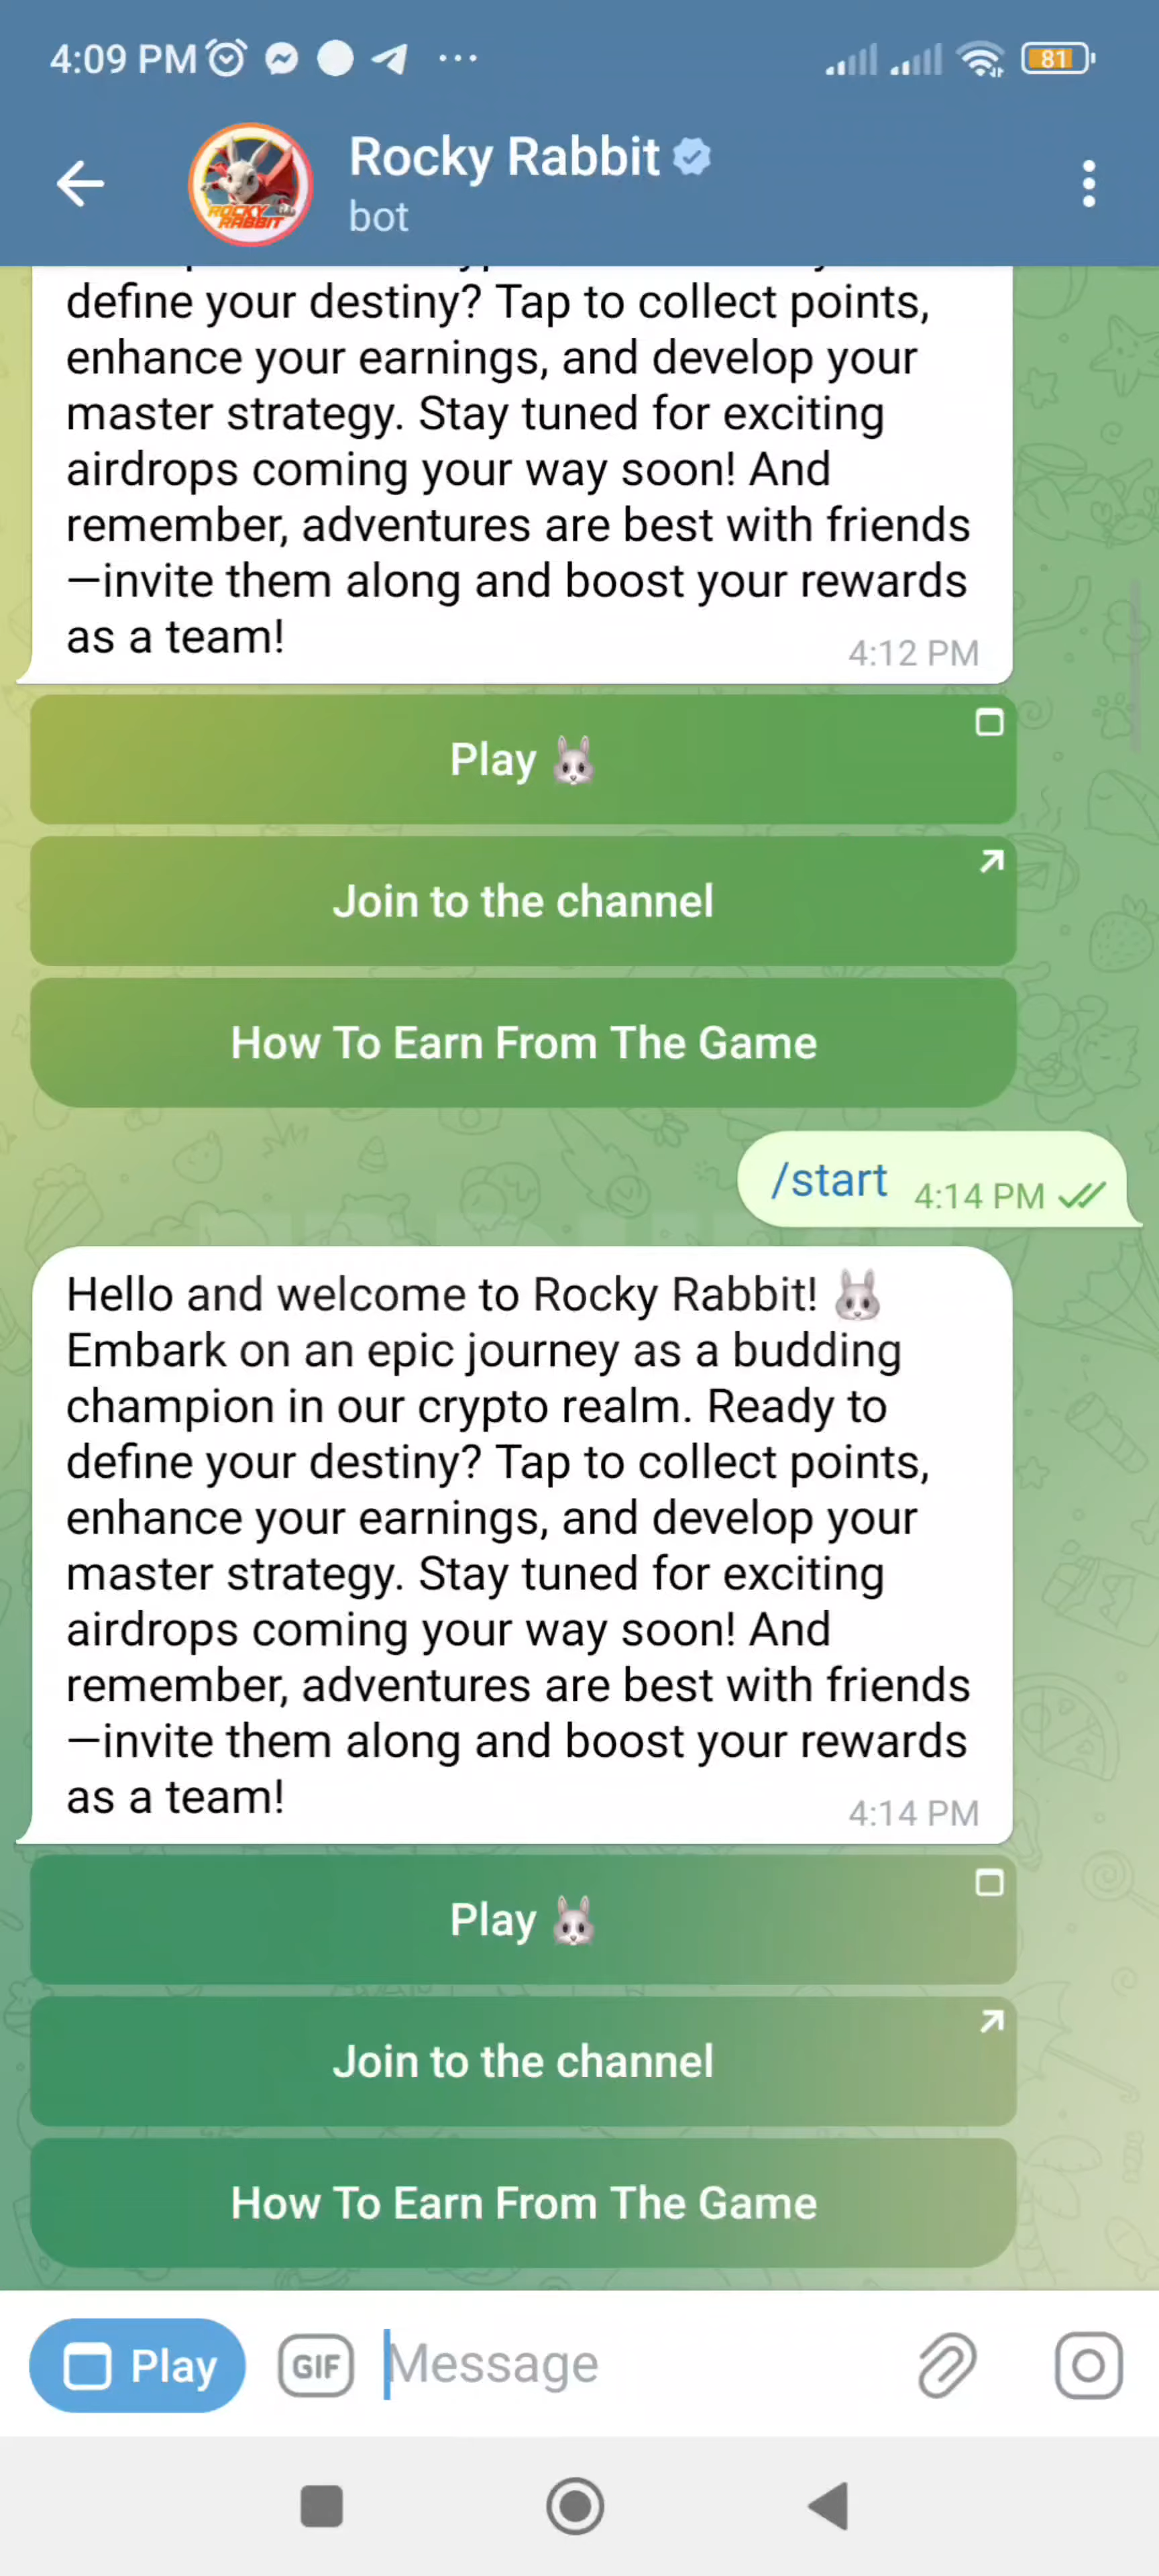 4:09 PM
81
Rocky Rabbit
bot
ROCKY
RABBIT
define your destiny? Tap to collect points,
enhance your earnings, and develop your
master strategy. Stay tuned for exciting
airdrops coming your way soon! And
remember, adventures are best with friends
—invite them along and boost your rewards
as a team!
4:12 PM
Play 🐰
Join to the channel
How To Earn From The Game
/start 4:14 PM
Hello and welcome to Rocky Rabbit! 🐰
Embark on an epic journey as a budding
champion in our crypto realm. Ready to
define your destiny? Tap to collect points,
enhance your earnings, and develop your
master strategy. Stay tuned for exciting
airdrops coming your way soon! And
remember, adventures are best with friends
—invite them along and boost your rewards
as a team!
4:14 PM
Play 🐰
Join to the channel
How To Earn From The Game
Play GIF Message